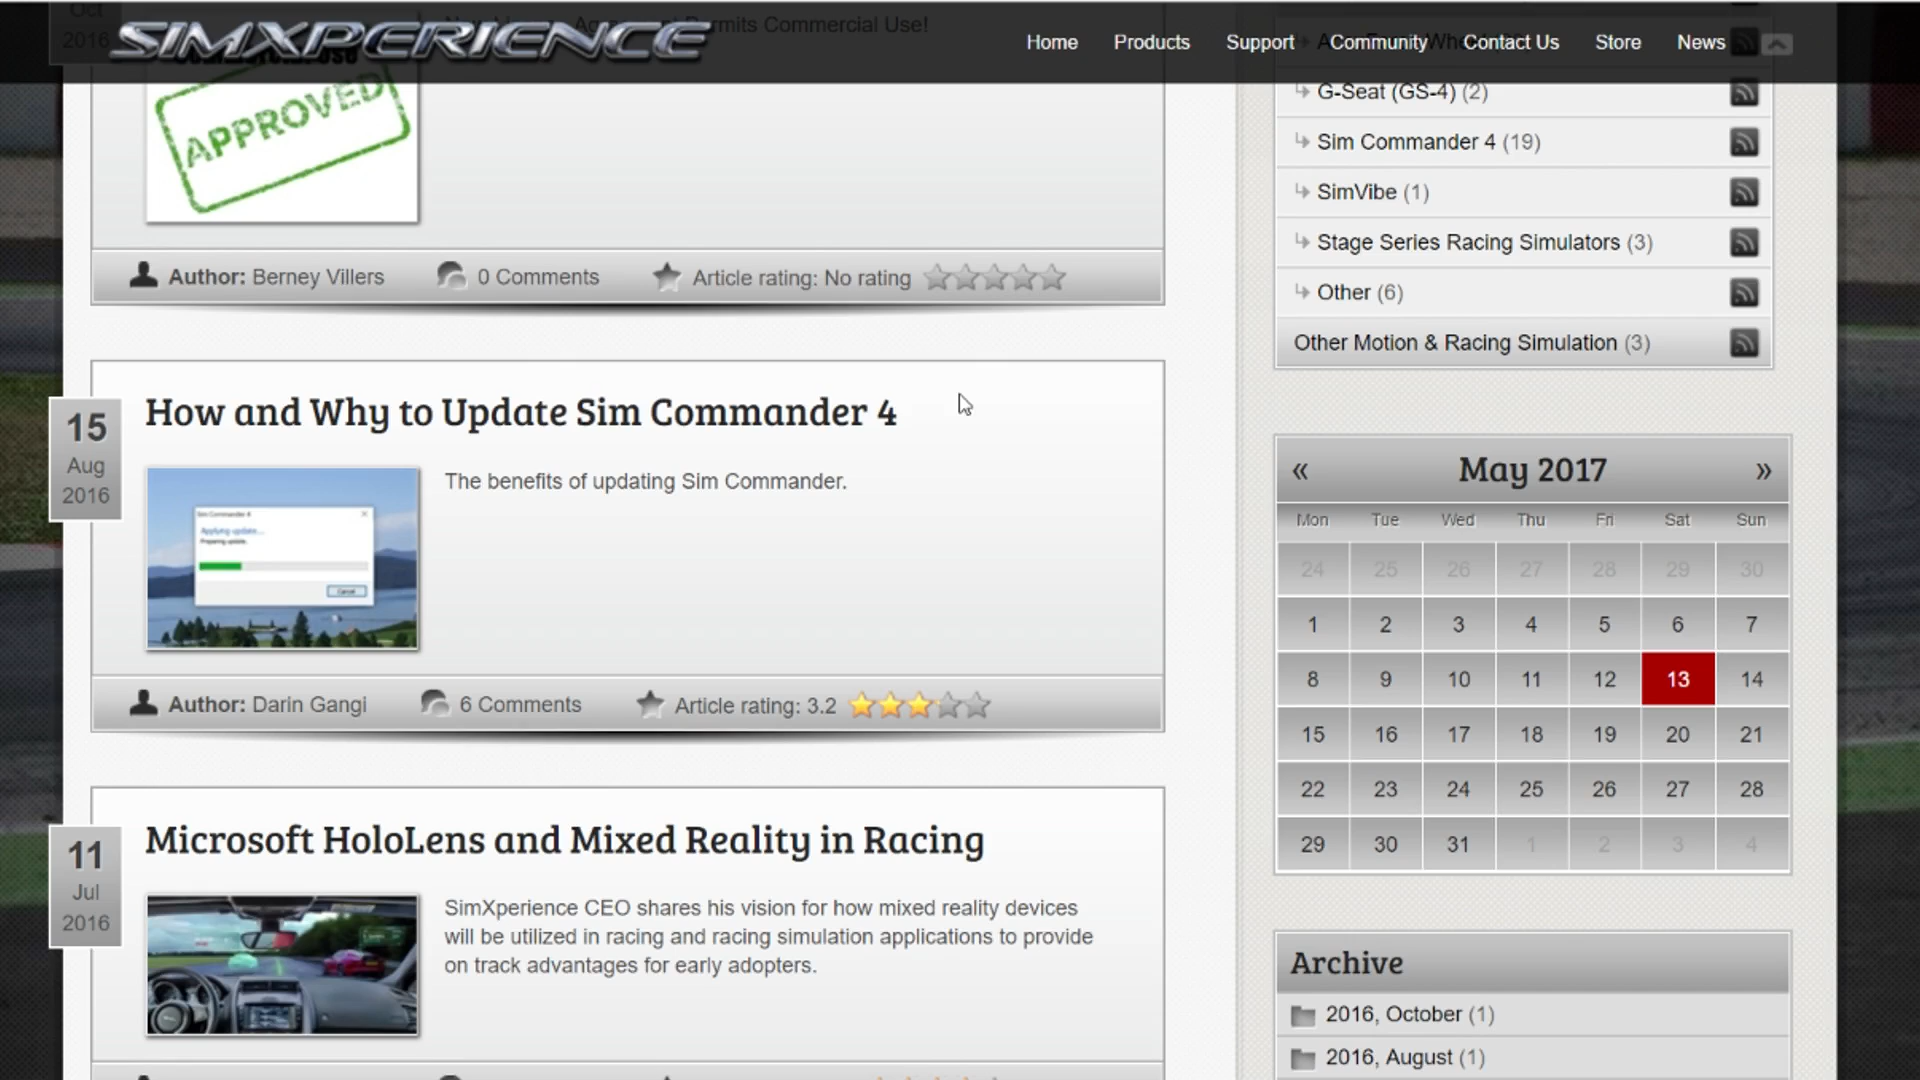 SIMXPERIENCE
Home Products Support Community Contact Us Store News
Oct
2016
Permits Commercial Use!
APPROVED
Author: Berney Villers 0 Comments Article rating: No rating
15
Aug
2016
How and Why to Update Sim Commander 4
The benefits of updating Sim Commander.
Sim Commander 4
Applying update...
Preparing update.
Cancel
Author: Darin Gangi 6 Comments Article rating: 3.2
11
Jul
2016
Microsoft HoloLens and Mixed Reality in Racing
SimXperience CEO shares his vision for how mixed reality devices
will be utilized in racing and racing simulation applications to provide
on track advantages for early adopters.
G-Seat (GS-4) (2)
Sim Commander 4 (19)
SimVibe (1)
Stage Series Racing Simulators (3)
Other (6)
Other Motion & Racing Simulation (3)
« May 2017 »
Mon Tue Wed Thu Fri Sat Sun
24 25 26 27 28 29 30
1 2 3 4 5 6 7
8 9 10 11 12 13 14
15 16 17 18 19 20 21
22 23 24 25 26 27 28
29 30 31 1 2 3 4
Archive
2016, October (1)
2016, August (1)